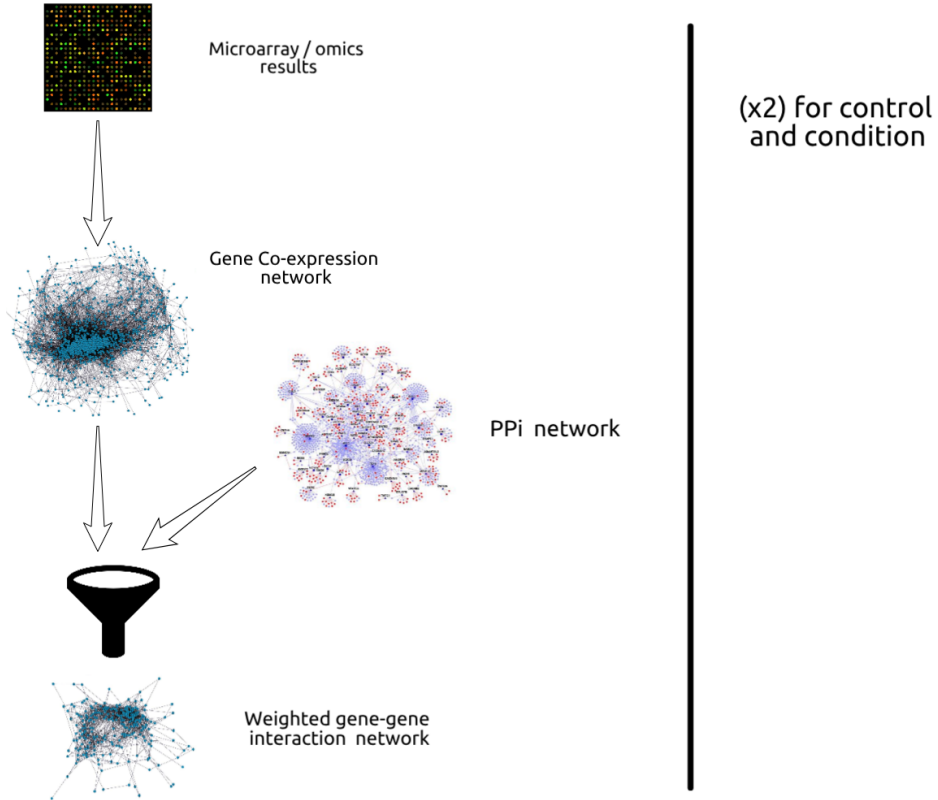 Microarray / omics
results
(x2) for control
and condition
Gene Co-expression
network
PPi network
Weighted gene-gene
interaction network